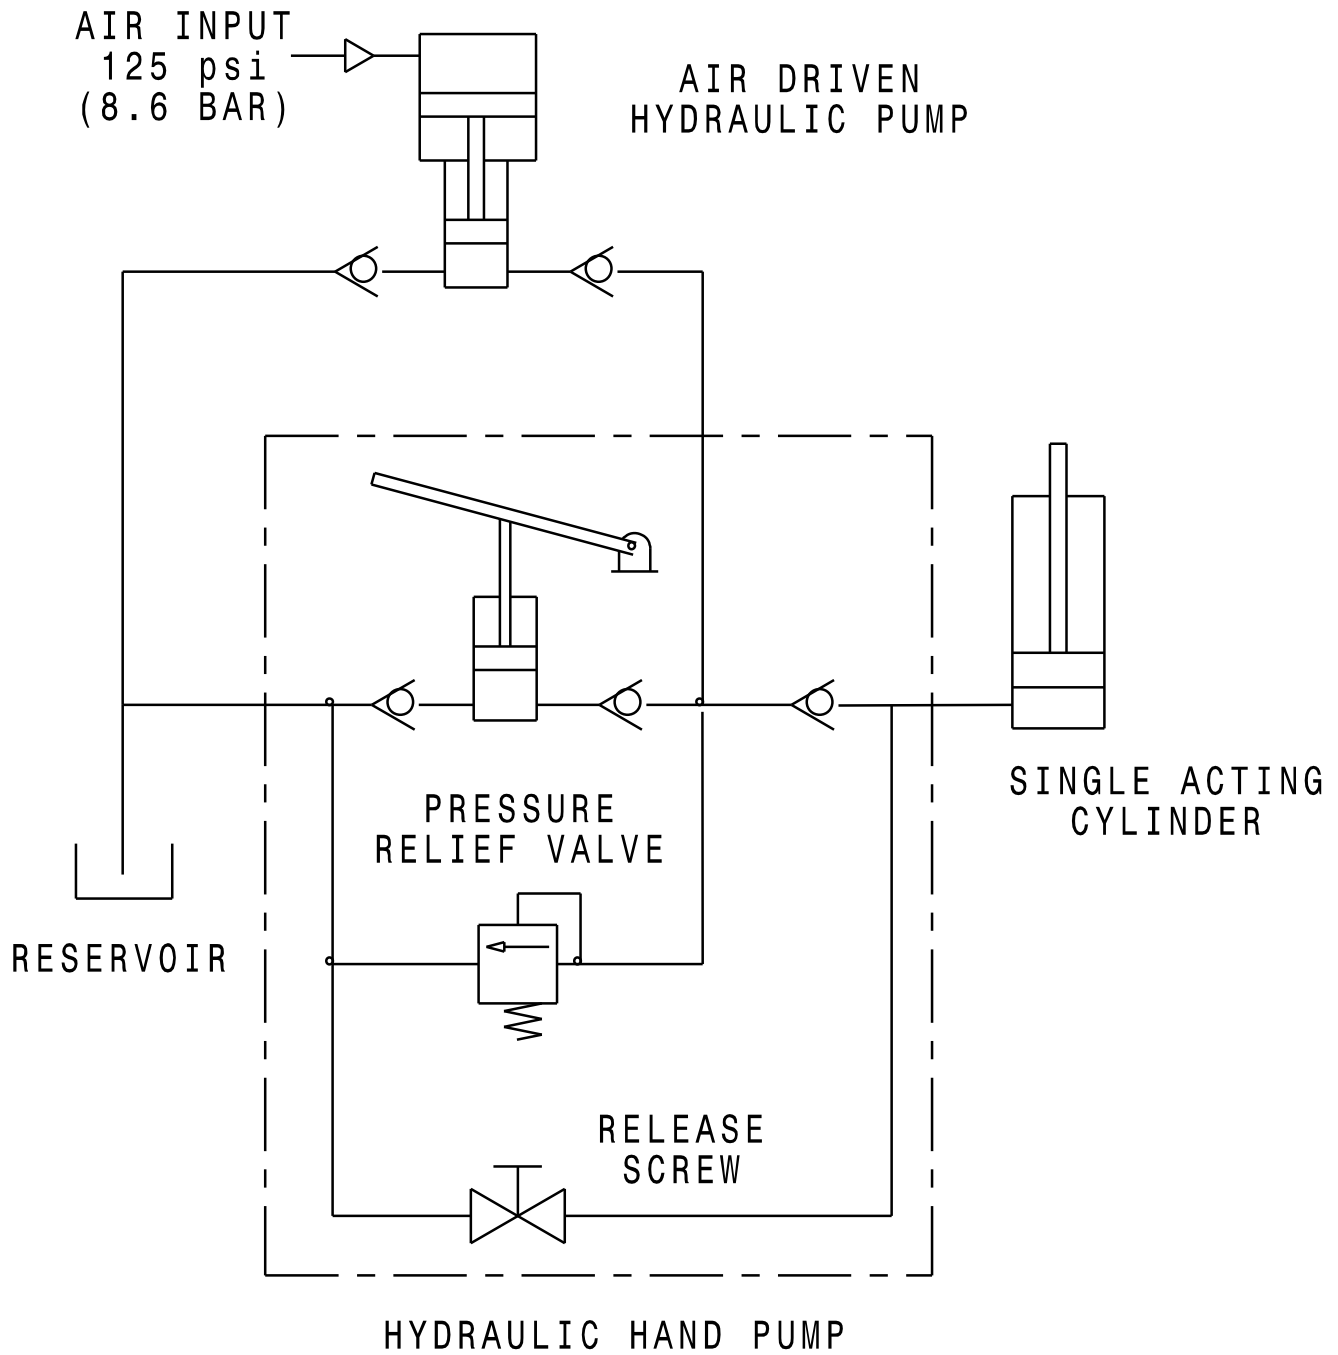 AIR INPUT
125 psi
(8.6 BAR)
AIR DRIVEN
HYDRAULIC PUMP
SINGLE ACTING
CYLINDER
PRESSURE
RELIEF VALVE
RESERVOIR
RELEASE
SCREW
HYDRAULIC HAND PUMP